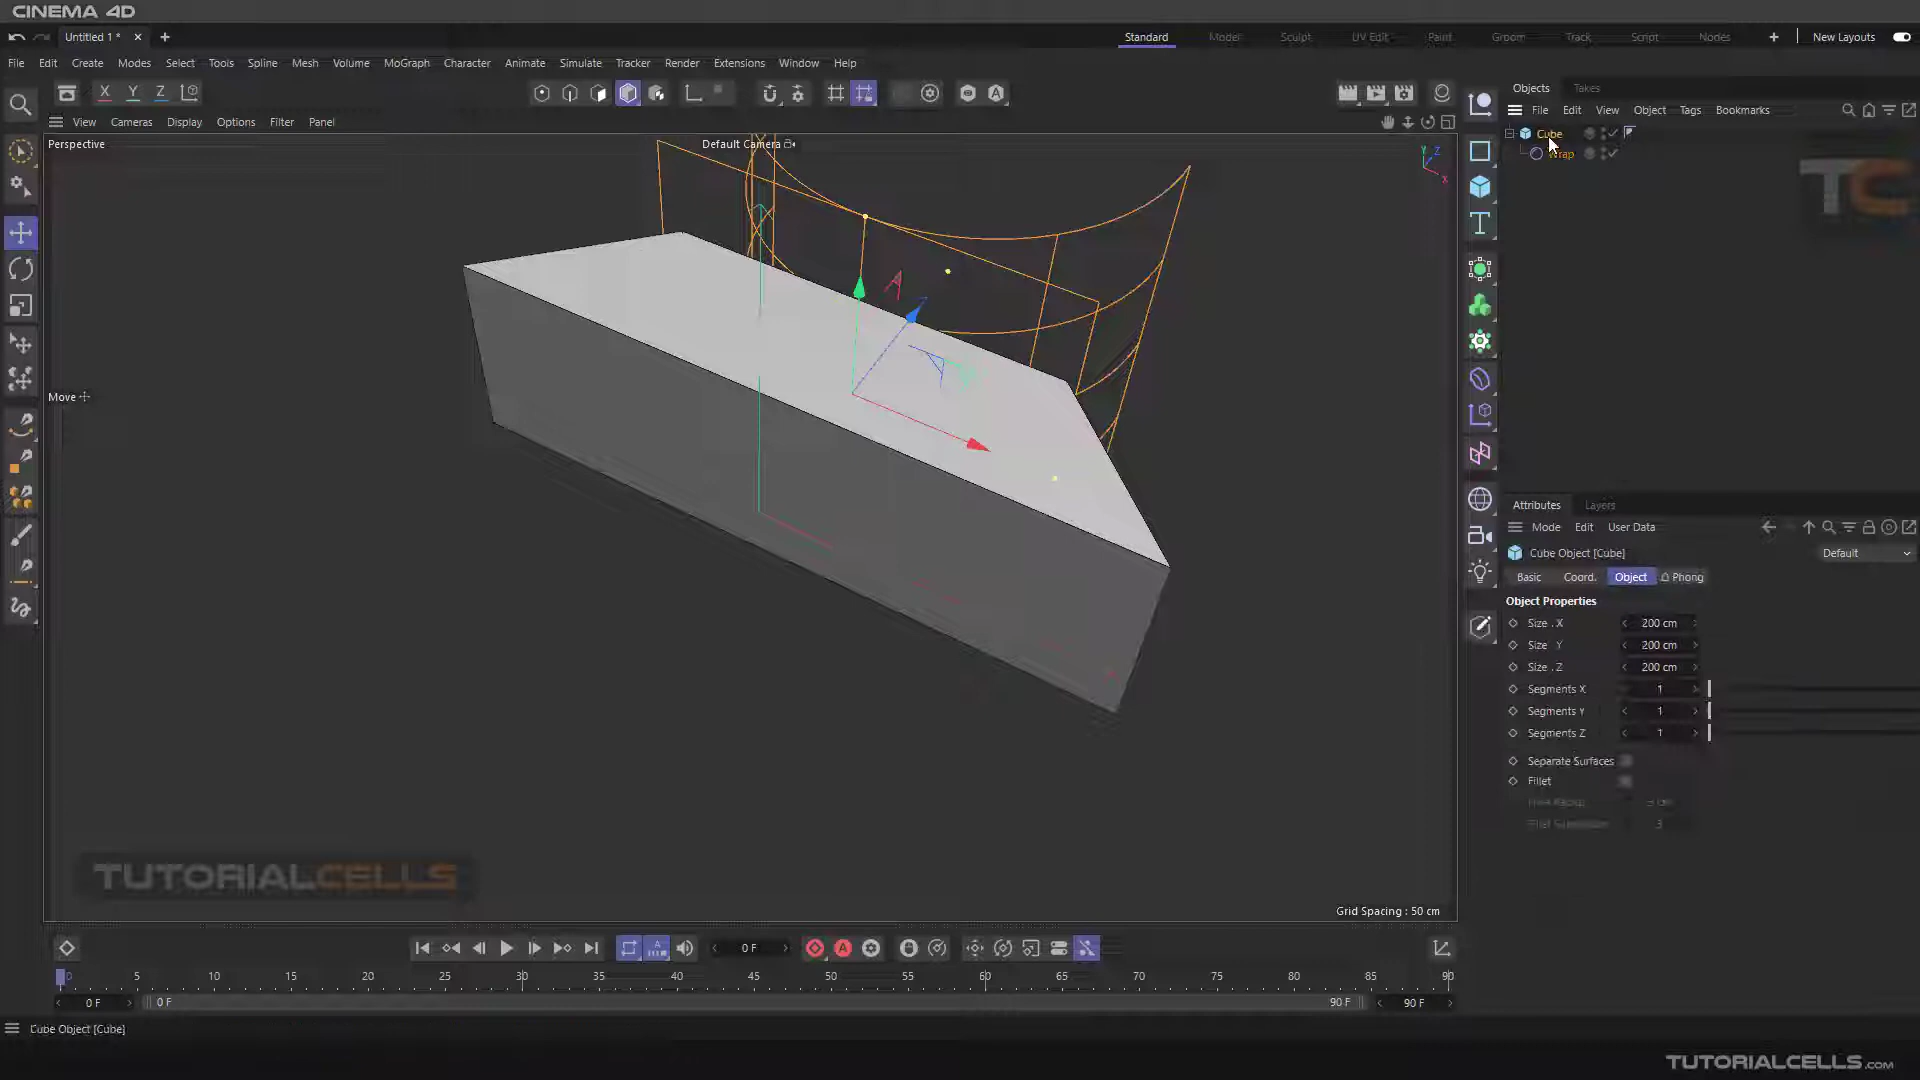 CINEMA 4D
Untitled 1 *
Standard
Model
Sculpt
UV Edit
Paint
Groom
Track
Script
Nodes
New Layouts
File Edit Create Modes Select Tools Spline Mesh Volume MoGraph Character Animate Simulate Tracker Render Extensions Window Help
X Y Z
Objects Takes
View Cameras Display Options Filter Panel
File Edit View Object Tags Bookmarks
Perspective
Default Camera
Cube
Wrap
TC
Y Z
X
Move
Attributes Layers
Mode Edit User Data
Cube Object [Cube]
Default
Basic Coord. Object Phong
Object Properties
Size . X 200 cm
Size Y 200 cm
Size . Z 200 cm
Segments X 1
Segments Y 1
Segments Z 1
Separate Surfaces
Fillet
TUTORIALCELLS
Grid Spacing : 50 cm
0 F
0 5 10 15 20 25 30 35 40 45 50 55 60 65 70 75 80 85 90
0 F 0 F 90 F 90 F
Cube Object [Cube]
TUTORIALCELLS.COM